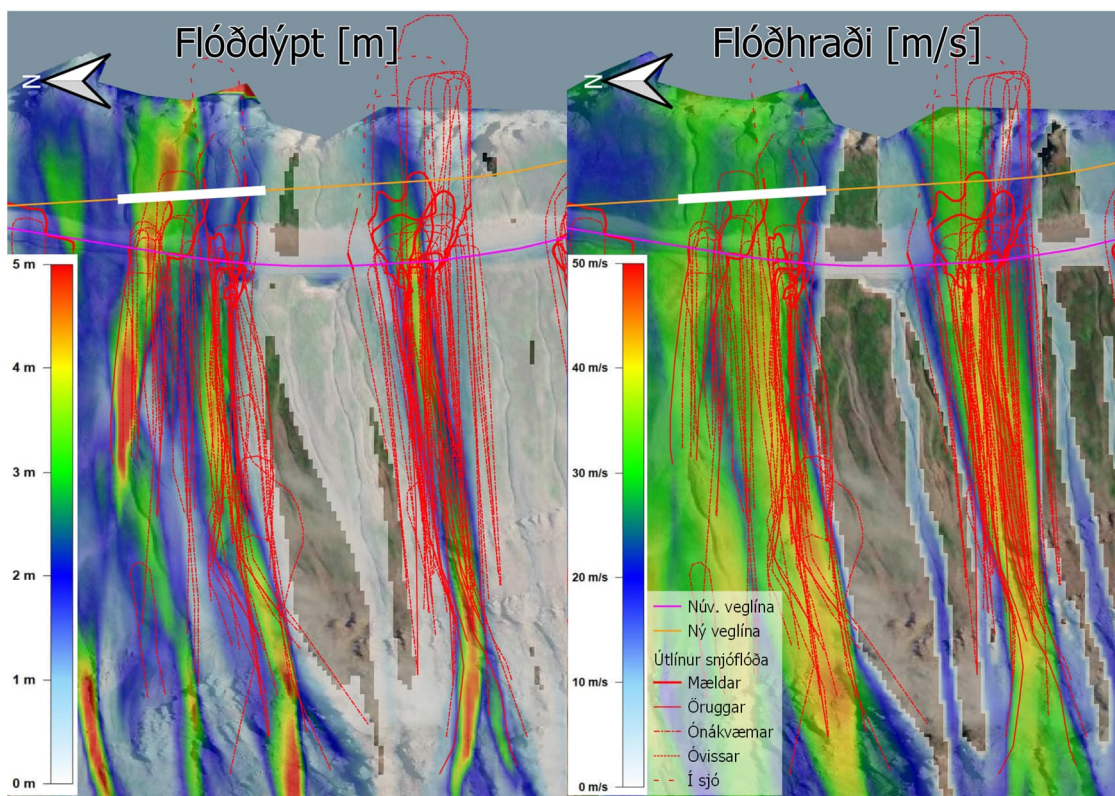 Flóðdýpt [m]
N
5 m
4 m
3 m
2 m
1 m
0 m
Flóðhraði [m/s]
N
50 m/s
40 m/s
30 m/s
20 m/s
10 m/s
0 m/s
Núv. veglína
Ný veglína
Útlínur snjóflóða
Mældar
Öruggar
Ónákvæmar
Óvissar
Í sjó